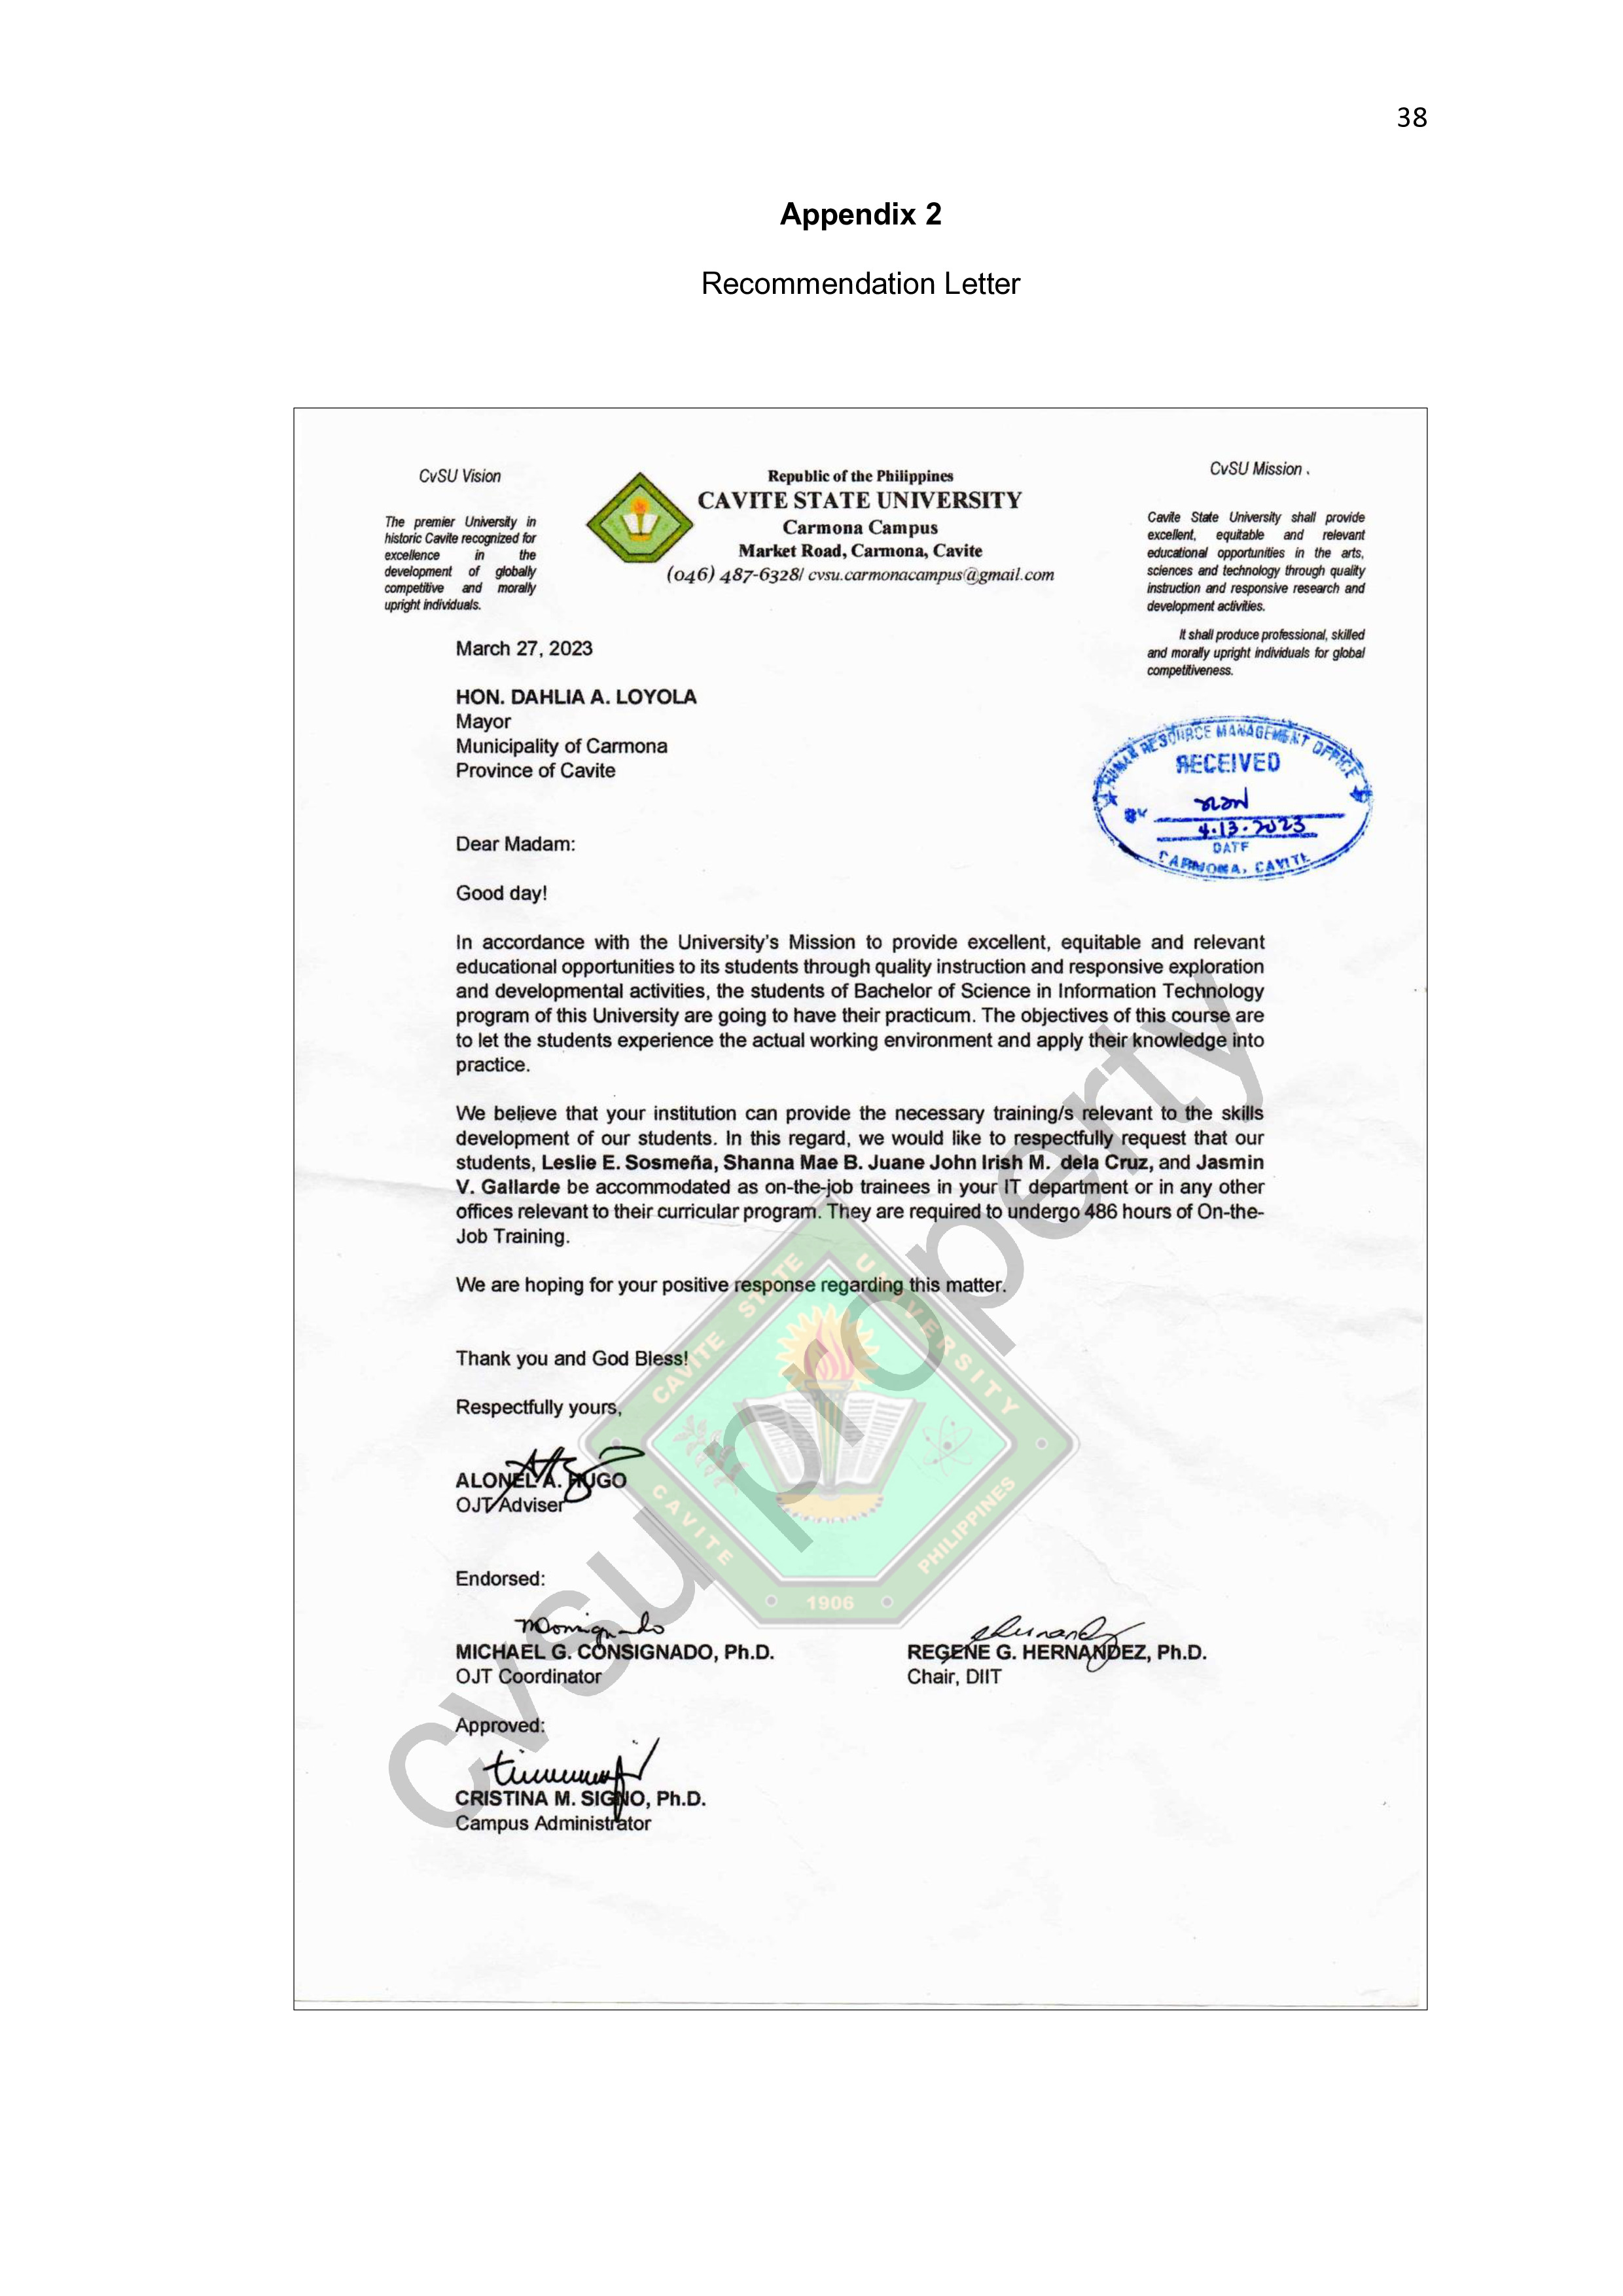 38
Appendix 2
Recommendation Letter
CvSU Vision
The premier University in
historic Cavite recognized for
excellence in the
development of globally
competitive and morally
upright individuals.
Republic of the Philippines
CAVITE STATE UNIVERSITY
Carmona Campus
Market Road, Carmona, Cavite
(046) 487-6328/ cvsu.carmonacampus@gmail.com
CvSU Mission
Cavite State University shall provide
excellent, equitable and relevant
educational opportunities in the arts,
sciences and technology through quality
instruction and responsive research and
development activities.
It shall produce professional, skilled
and morally upright individuals for global
competitiveness.
March 27, 2023
HON. DAHLIA A. LOYOLA
Mayor
Municipality of Carmona
Province of Cavite
HUMAN RESOURCE MANAGEMENT OFFICE
RECEIVED
BY
4.13.2023
DATE
CARMONA, CAVITE
Dear Madam:
Good day!
In accordance with the University's Mission to provide excellent, equitable and relevant
educational opportunities to its students through quality instruction and responsive exploration
and developmental activities, the students of Bachelor of Science in Information Technology
program of this University are going to have their practicum. The objectives of this course are
to let the students experience the actual working environment and apply their knowledge into
practice.
We believe that your institution can provide the necessary training/s relevant to the skills
development of our students. In this regard, we would like to respectfully request that our
students, Leslie E. Sosmeña, Shanna Mae B. Juane John Irish M. dela Cruz, and Jasmin
V. Gallarde be accommodated as on-the-job trainees in your IT department or in any other
offices relevant to their curricular program. They are required to undergo 486 hours of On-the-
Job Training.
We are hoping for your positive response regarding this matter.
Thank you and God Bless!
Respectfully yours,
ALONEL A. HUGO
OJT Adviser
Endorsed:
MICHAEL G. CONSIGNADO, Ph.D.
OJT Coordinator
REGENE G. HERNANDEZ, Ph.D.
Chair, DIIT
Approved:
CRISTINA M. SIGNO, Ph.D.
Campus Administrator
cvsu property
CAVITE STATE UNIVERSITY
CAVITE PHILIPPINES
1906